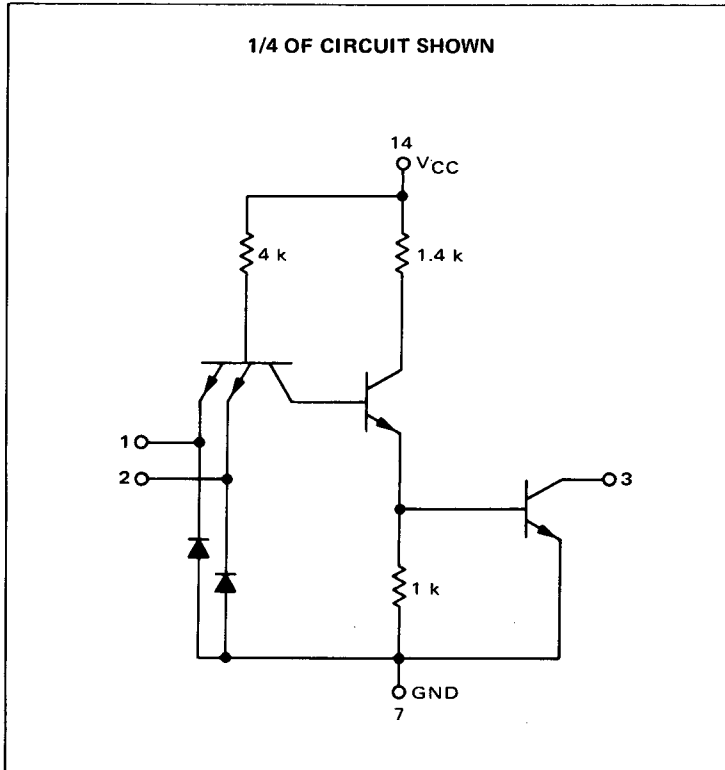 1/4 OF CIRCUIT SHOWN
14
VCC
4 k
1.4 k
1
2
3
1 k
GND
7